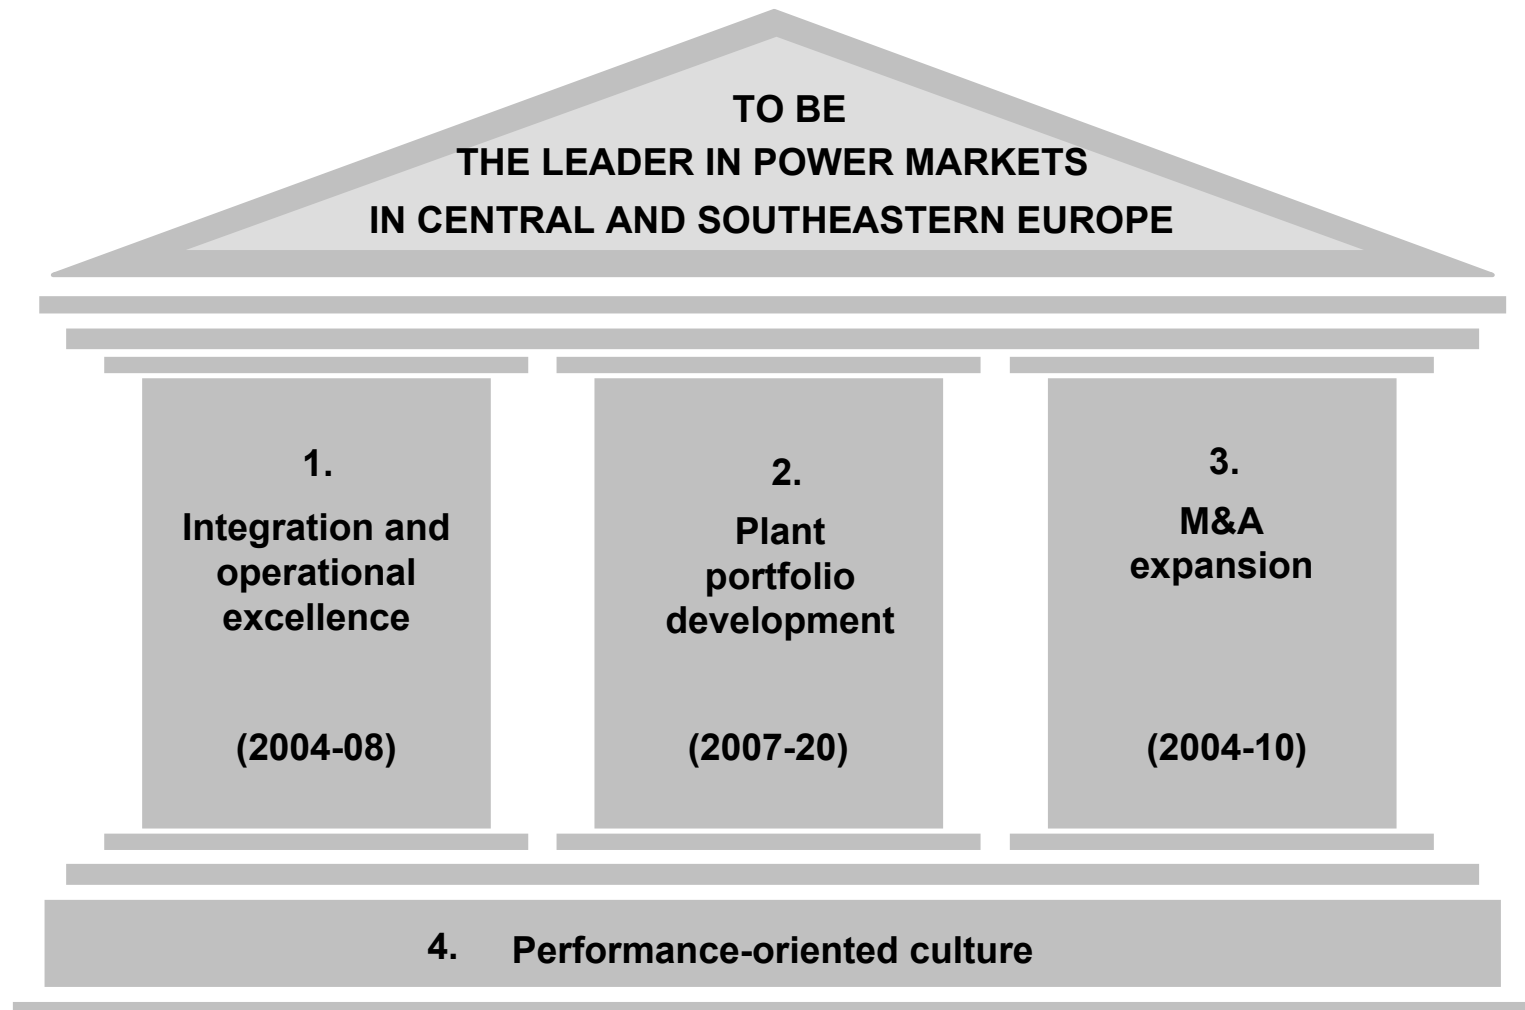 TO BE
THE LEADER IN POWER MARKETS
IN CENTRAL AND SOUTHEASTERN EUROPE
1.
Integration and
operational
excellence
(2004-08)
2.
Plant
portfolio
development
(2007-20)
3.
M&A
expansion
(2004-10)
4. Performance-oriented culture